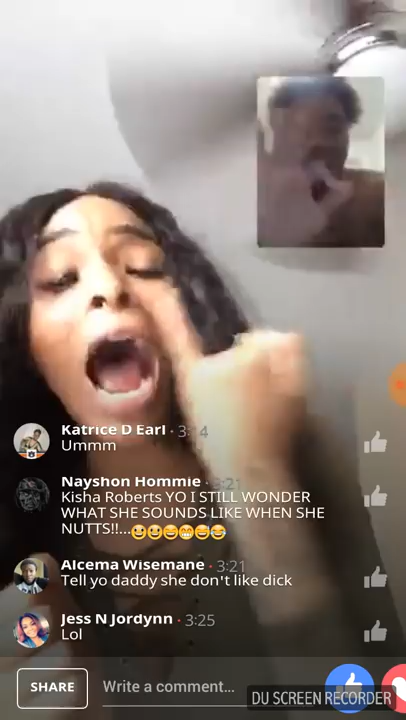 Katrice D Earl · 3:14
Ummm
Nayshon Hommie · 3:21
Kisha Roberts YO I STILL WONDER
WHAT SHE SOUNDS LIKE WHEN SHE
NUTTS!!...😀😀😄😁😅😂
Alcema Wisemane · 3:21
Tell yo daddy she don't like dick
Jess N Jordynn · 3:25
Lol
SHARE
Write a comment...
DU SCREEN RECORDER